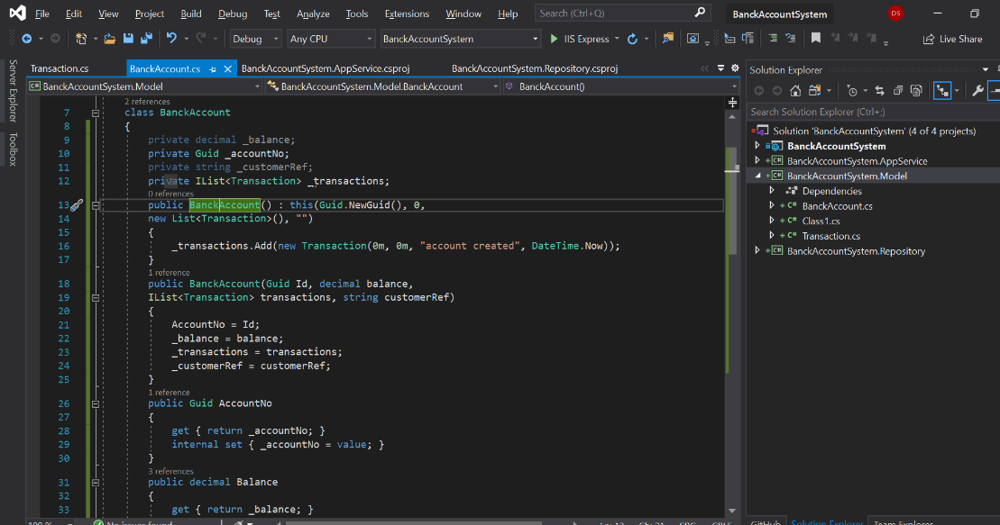 File Edit View Project Build Debug Test Analyze Tools Extensions Window Help Search (Ctrl+Q) BanckAccountSystem DS
Debug Any CPU BanckAccountSystem IIS Express Live Share
Server Explorer
Toolbox
Transaction.cs BanckAccount.cs BanckAccountSystem.AppService.csproj BanckAccountSystem.Repository.csproj
BanckAccountSystem.Model BanckAccountSystem.Model.BanckAccount BanckAccount()
2 references
7 class BanckAccount
8 {
9 private decimal _balance;
10 private Guid _accountNo;
11 private string _customerRef;
12 private IList<Transaction> _transactions;
0 references
13 public BanckAccount() : this(Guid.NewGuid(), 0,
14 new List<Transaction>(), "")
15 {
16 _transactions.Add(new Transaction(0m, 0m, "account created", DateTime.Now));
17 }
1 reference
18 public BanckAccount(Guid Id, decimal balance,
19 IList<Transaction> transactions, string customerRef)
20 {
21 AccountNo = Id;
22 _balance = balance;
23 _transactions = transactions;
24 _customerRef = customerRef;
25 }
1 reference
26 public Guid AccountNo
27 {
28 get { return _accountNo; }
29 internal set { _accountNo = value; }
30 }
3 references
31 public decimal Balance
32 {
33 get { return _balance; }
Solution Explorer
Search Solution Explorer (Ctrl+;)
Solution 'BanckAccountSystem' (4 of 4 projects)
BanckAccountSystem
BanckAccountSystem.AppService
BanckAccountSystem.Model
Dependencies
BankAccount.cs
Class1.cs
Transaction.cs
BanckAccountSystem.Repository
100 % No issues found
GitHub Solution Explorer Team Explorer